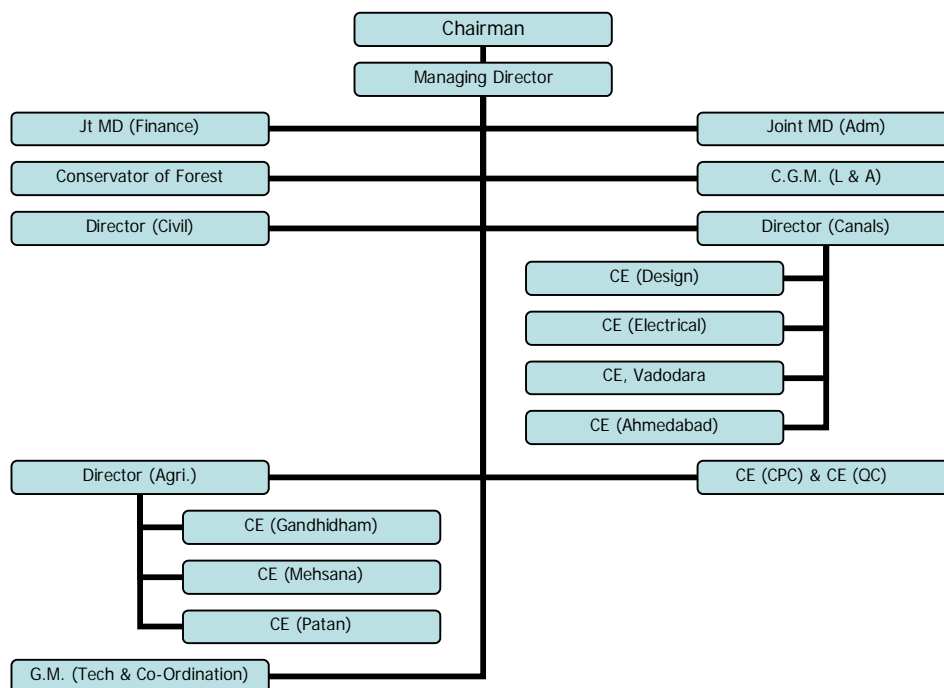 Chairman
Managing Director
Jt MD (Finance)
Joint MD (Adm)
Conservator of Forest
C.G.M. (L & A)
Director (Civil)
Director (Canals)
CE (Design)
CE (Electrical)
CE, Vadodara
CE (Ahmedabad)
Director (Agri.)
CE (CPC) & CE (QC)
CE (Gandhidham)
CE (Mehsana)
CE (Patan)
G.M. (Tech & Co-Ordination)